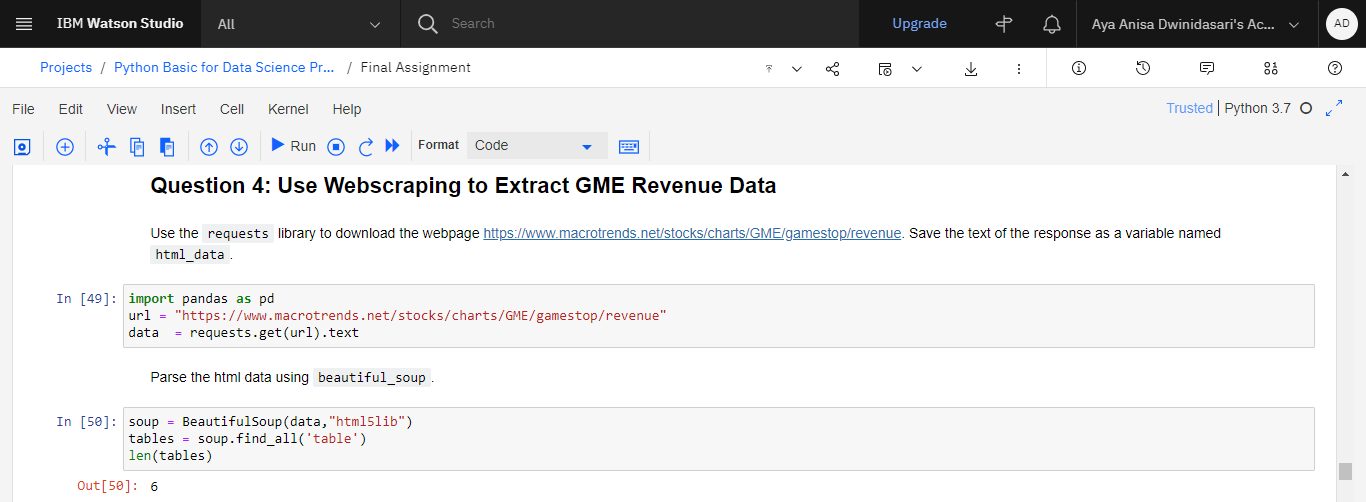 IBM Watson Studio All Search Upgrade Aya Anisa Dwinidasari's Ac... AD
Projects / Python Basic for Data Science Pr... / Final Assignment
File Edit View Insert Cell Kernel Help Trusted | Python 3.7
Run Format Code
Question 4: Use Webscraping to Extract GME Revenue Data
Use the requests library to download the webpage https://www.macrotrends.net/stocks/charts/GME/gamestop/revenue. Save the text of the response as a variable named
html_data.
In [49]: import pandas as pd
url = "https://www.macrotrends.net/stocks/charts/GME/gamestop/revenue"
data  = requests.get(url).text
Parse the html data using beautiful_soup.
In [50]: soup = BeautifulSoup(data,"html5lib")
tables = soup.find_all('table')
len(tables)
Out[50]: 6